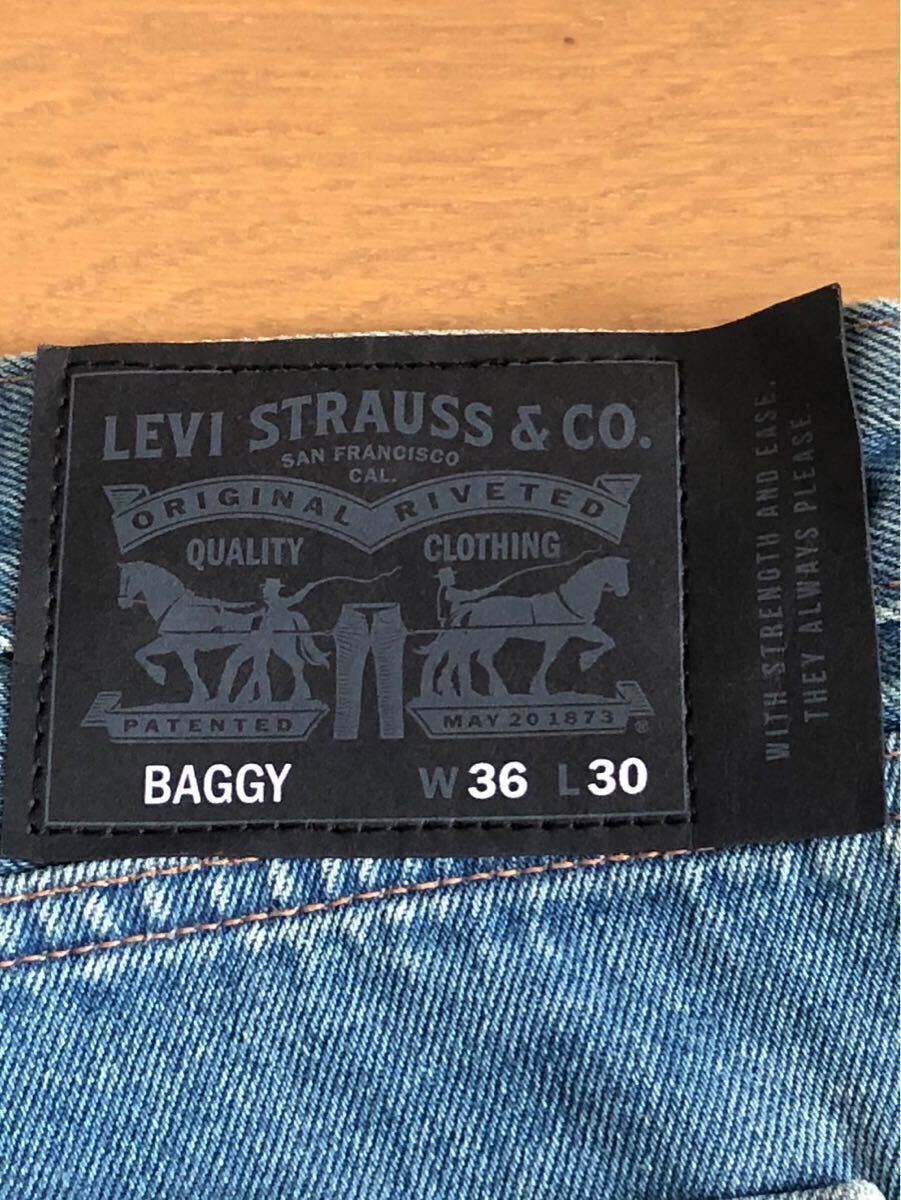 LEVI STRAUSS & CO.
SAN FRANCISCO
CAL.
ORIGINAL RIVETED
QUALITY CLOTHING
PATENTED MAY 20 1873 ®
BAGGY W 36 L 30
WITH STRENGTH AND EASE.
THEY ALWAYS PLEASE.